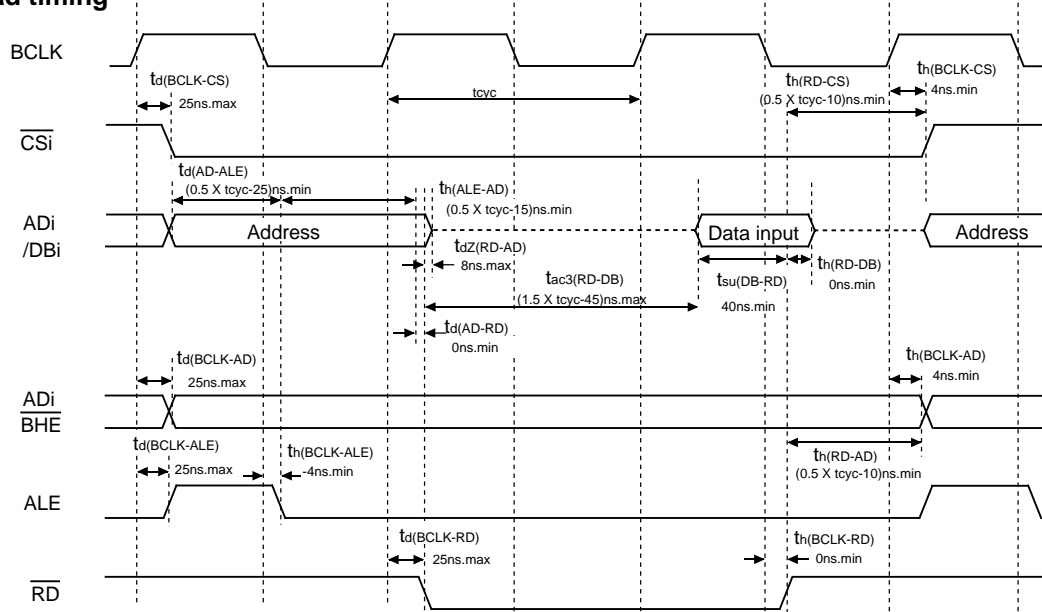 ad timing
BCLK
td(BCLK-CS)
25ns.max
tcyc
th(RD-CS)
(0.5 X tcyc-10)ns.min
th(BCLK-CS)
4ns.min
CSi
td(AD-ALE)
(0.5 X tcyc-25)ns.min
th(ALE-AD)
(0.5 X tcyc-15)ns.min
ADi
/DBi
Address
Data input
Address
tdZ(RD-AD)
8ns.max
tac3(RD-DB)
(1.5 X tcyc-45)ns.max
tsu(DB-RD)
40ns.min
th(RD-DB)
0ns.min
td(AD-RD)
0ns.min
td(BCLK-AD)
25ns.max
th(BCLK-AD)
4ns.min
ADi
BHE
td(BCLK-ALE)
25ns.max
th(BCLK-ALE)
-4ns.min
th(RD-AD)
(0.5 X tcyc-10)ns.min
ALE
td(BCLK-RD)
25ns.max
th(BCLK-RD)
0ns.min
RD